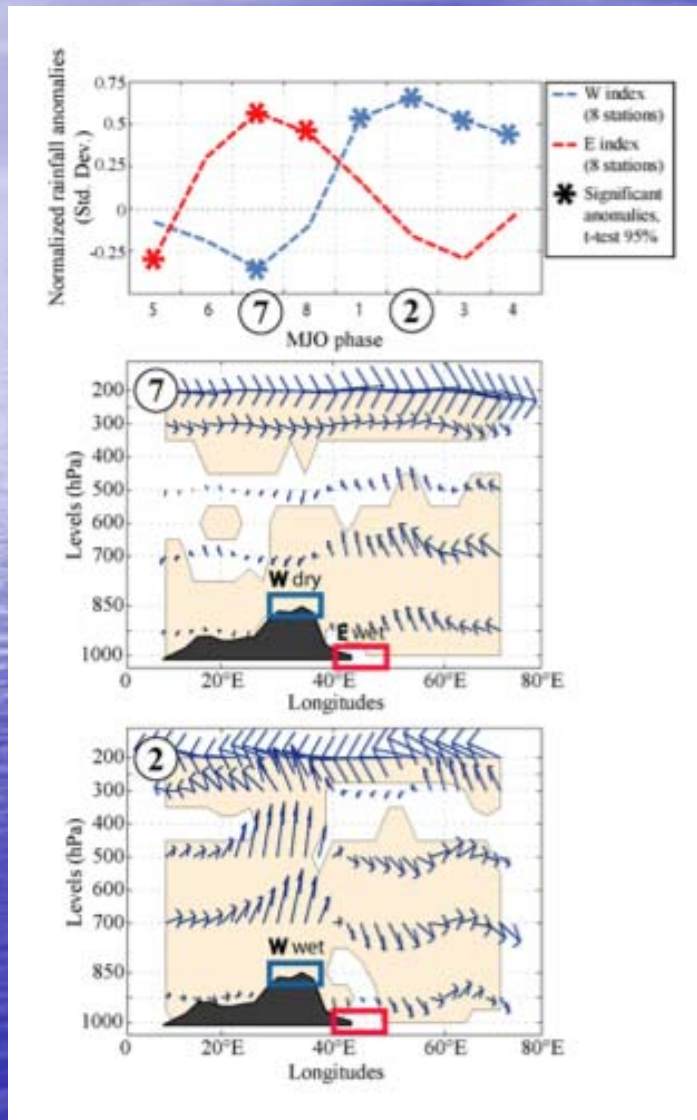 Normalized rainfall anomalies
(Std. Dev.)
0.75
0.5
0.25
0
-0.25
5 6 7 8 1 2 3 4
MJO phase
W index
(8 stations)
E index
(8 stations)
Significant
anomalies,
t-test 95%
7
Levels (hPa)
200
300
400
500
600
700
850
1000
W dry
E wet
0 20°E 40°E 60°E 80°E
Longitudes
2
Levels (hPa)
200
300
400
500
600
700
850
1000
W wet
0 20°E 40°E 60°E 80°E
Longitudes